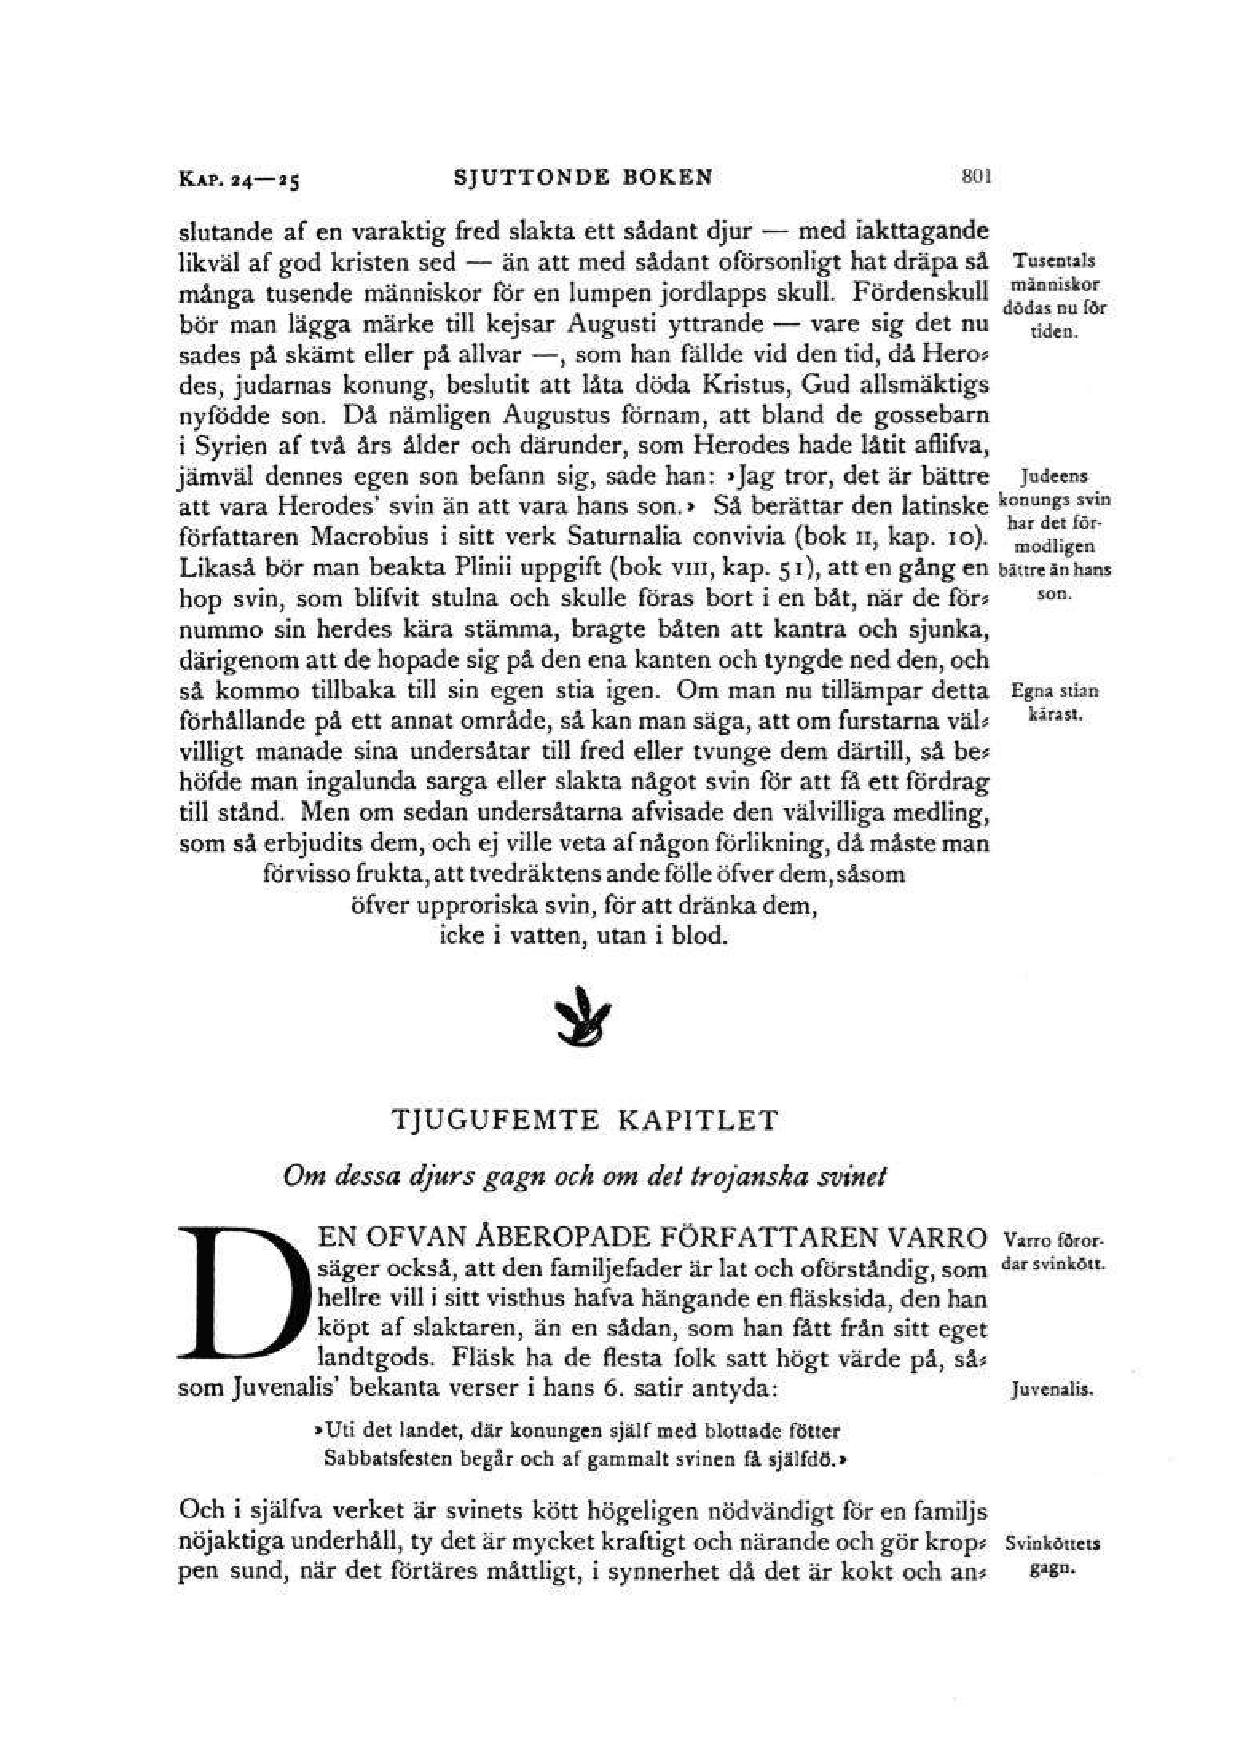 KAP. 24—25 SJUTTONDE BOKEN 801
slutande af en varaktig fred slakta ett sådant djur — med iakttagande
likväl af god kristen sed — än att med sådant oförsonligt hat dräpa så
många tusende människor för en lumpen jordlapps skull. Fördenskull
bör man lägga märke till kejsar Augusti yttrande — vare sig det nu
sades på skämt eller på allvar —, som han fällde vid den tid, då Hero-
des, judarnas konung, beslutit att låta döda Kristus, Gud allsmäktigs
nyfödde son. Då nämligen Augustus förnam, att bland de gossebarn
i Syrien af två års ålder och därunder, som Herodes hade låtit aflifva,
jämväl dennes egen son befann sig, sade han: »Jag tror, det är bättre
att vara Herodes' svin än att vara hans son.» Så berättar den latinske
författaren Macrobius i sitt verk Saturnalia convivia (bok II, kap. 10).
Likaså bör man beakta Plinii uppgift (bok VIII, kap. 51), att en gång en
hop svin, som blifvit stulna och skulle föras bort i en båt, när de för-
nummo sin herdes kära stämma, bragte båten att kantra och sjunka,
därigenom att de hopade sig på den ena kanten och tyngde ned den, och
så kommo tillbaka till sin egen stia igen. Om man nu tillämpar detta
förhållande på ett annat område, så kan man säga, att om furstarna väl-
villigt manade sina undersåtar till fred eller tvunge dem därtill, så be-
höfde man ingalunda sarga eller slakta något svin för att få ett fördrag
till stånd. Men om sedan undersåtarna afvisade den välvilliga medling,
som så erbjudits dem, och ej ville veta af någon förlikning, då måste man
förvisso frukta, att tvedräktens ande fölle öfver dem, såsom
öfver upproriska svin, för att dränka dem,
icke i vatten, utan i blod.
Tusentals
människor
dödas nu för
tiden.
Judeens
konungs svin
har det för-
modligen
bättre än hans
son.
Egna stian
kärast.
TJUGUFEMTE KAPITLET
Om dessa djurs gagn och om det trojanska svinet
DEN OFVAN ÅBEROPADE FÖRFATTAREN VARRO
säger också, att den familjefader är lat och oförståndig, som
hellre vill i sitt visthus hafva hängande en fläsksida, den han
köpt af slaktaren, än en sådan, som han fått från sitt eget
landtgods. Fläsk ha de flesta folk satt högt värde på, så-
som Juvenalis' bekanta verser i hans 6. satir antyda:
Varro föror-
dar svinkött.
Juvenalis.
»Uti det landet, där konungen själf med blottade fötter
Sabbatsfesten begår och af gammalt svinen få själfdö.»
Och i själfva verket är svinets kött högeligen nödvändigt för en familjs
nöjaktiga underhåll, ty det är mycket kraftigt och närande och gör krop-
pen sund, när det förtäres måttligt, i synnerhet då det är kokt och an-
Svinköttets
gagn.